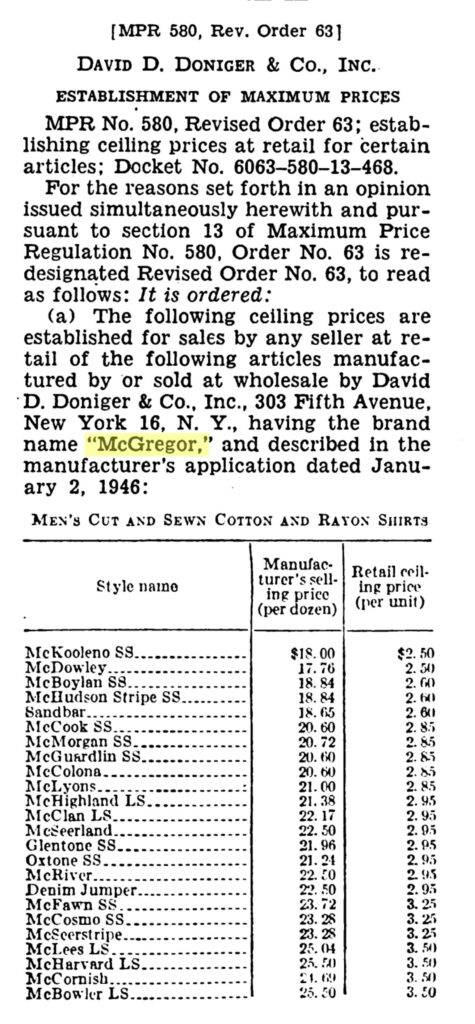 [MPR 580, Rev. Order 63]
DAVID D. DONIGER & CO., INC.
ESTABLISHMENT OF MAXIMUM PRICES
MPR No. 580, Revised Order 63; estab-
lishing ceiling prices at retail for certain
articles; Docket No. 6063–580–13–468.
For the reasons set forth in an opinion
issued simultaneously herewith and pur-
suant to section 13 of Maximum Price
Regulation No. 580, Order No. 63 is re-
designated Revised Order No. 63, to read
as follows: It is ordered:
(a) The following ceiling prices are
established for sales by any seller at re-
tail of the following articles manufac-
tured by or sold at wholesale by David
D. Doniger & Co., Inc., 303 Fifth Avenue,
New York 16, N. Y., having the brand
name “McGregor,” and described in the
manufacturer's application dated Janu-
ary 2, 1946:
MEN'S CUT AND SEWN COTTON AND RAYON SHIRTS
Style name
Manufac-
turer's sell-
ing price
(per dozen)
Retail ceil-
ing price
(per unit)
McKooleno SS $18.00 $2.50
McDowley 17.76 2.50
McBoylan SS 18.84 2.60
McHudson Stripe SS 18.84 2.60
Sandbar 18.65 2.60
McCook SS 20.60 2.85
McMorgan SS 20.72 2.85
McGuardlin SS 20.60 2.85
McColona 20.60 2.85
McLyons 21.00 2.85
McHighland LS 21.38 2.95
McClan LS 22.17 2.95
McSeerland 22.50 2.95
Glentone SS 21.96 2.95
Oxtone SS 21.24 2.95
McRiver 22.50 2.95
Denim Jumper 22.50 2.95
McFawn SS 23.72 3.25
McCosmo SS 23.28 3.25
McSeerstripe 23.28 3.25
McLees LS 25.04 3.50
McHarvard LS 25.50 3.50
McCornish 3.50
McBowler LS 25.50 3.50